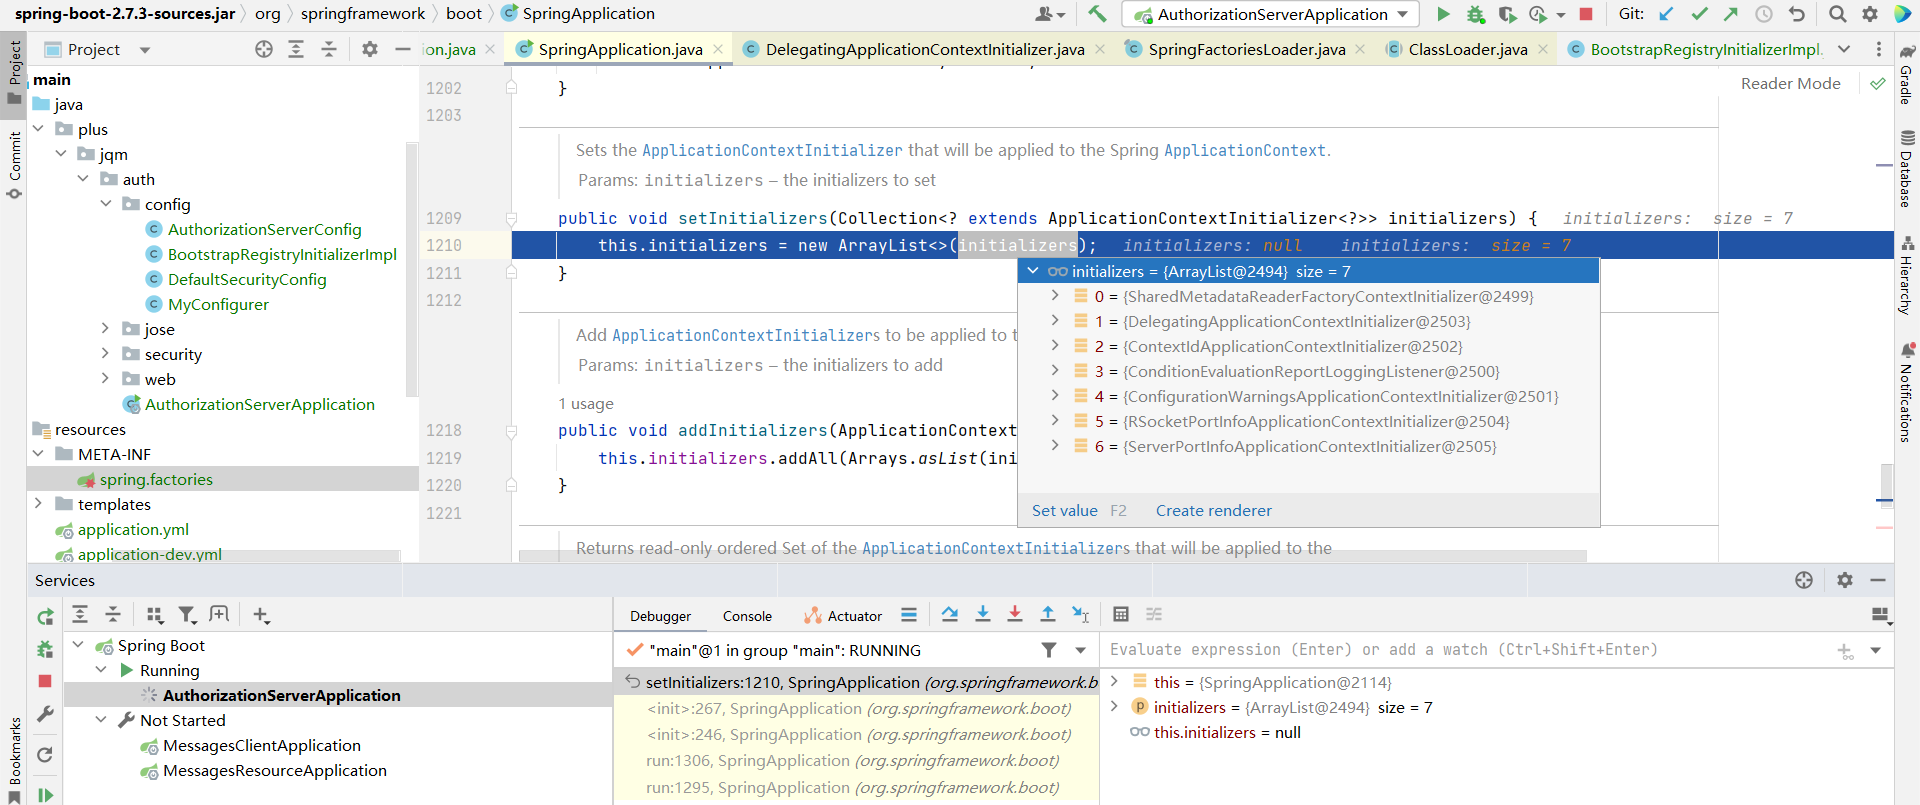 spring-boot-2.7.3-sources.jar org springframework boot SpringApplication
AuthorizationServerApplication
Git:
Project
ion.java
SpringApplication.java
DelegatingApplicationContextInitializer.java
SpringFactoriesLoader.java
ClassLoader.java
BootstrapRegistryInitializerImpl.
Project
Commit
Bookmarks
Gradle
Database
Hierarchy
Notifications
main
java
plus
jqm
auth
config
AuthorizationServerConfig
BootstrapRegistryInitializerImpl
DefaultSecurityConfig
MyConfigurer
jose
security
web
AuthorizationServerApplication
resources
META-INF
spring.factories
templates
application.yml
application-dev.yml
Reader Mode
1202 }
1203
Sets the ApplicationContextInitializer that will be applied to the Spring ApplicationContext.
Params: initializers – the initializers to set
1209 public void setInitializers(Collection<? extends ApplicationContextInitializer<?>> initializers) { initializers: size = 7
1210 this.initializers = new ArrayList<>(initializers); initializers: null initializers: size = 7
1211 }
1212
Add ApplicationContextInitializers to be applied to t
Params: initializers – the initializers to add
1 usage
1218 public void addInitializers(ApplicationContext
1219 this.initializers.addAll(Arrays.asList(ini
1220 }
1221
Returns read-only ordered Set of the ApplicationContextInitializers that will be applied to the
initializers = {ArrayList@2494} size = 7
0 = {SharedMetadataReaderFactoryContextInitializer@2499}
1 = {DelegatingApplicationContextInitializer@2503}
2 = {ContextIdApplicationContextInitializer@2502}
3 = {ConditionEvaluationReportLoggingListener@2500}
4 = {ConfigurationWarningsApplicationContextInitializer@2501}
5 = {RSocketPortInfoApplicationContextInitializer@2504}
6 = {ServerPortInfoApplicationContextInitializer@2505}
Set value F2 Create renderer
Services
Spring Boot
Running
AuthorizationServerApplication
Not Started
MessagesClientApplication
MessagesResourceApplication
Debugger Console Actuator
"main"@1 in group "main": RUNNING
setInitializers:1210, SpringApplication (org.springframework.b
<init>:267, SpringApplication (org.springframework.boot)
<init>:246, SpringApplication (org.springframework.boot)
run:1306, SpringApplication (org.springframework.boot)
run:1295, SpringApplication (org.springframework.boot)
Evaluate expression (Enter) or add a watch (Ctrl+Shift+Enter)
this = {SpringApplication@2114}
initializers = {ArrayList@2494} size = 7
this.initializers = null